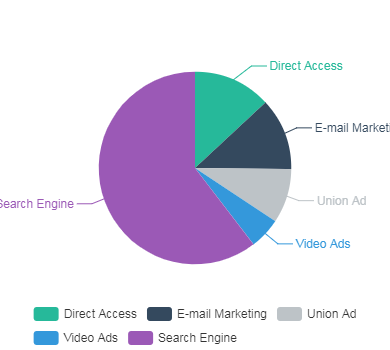 Direct Access
E-mail Marketi
Union Ad
Search Engine
Video Ads
Direct Access E-mail Marketing Union Ad
Video Ads Search Engine